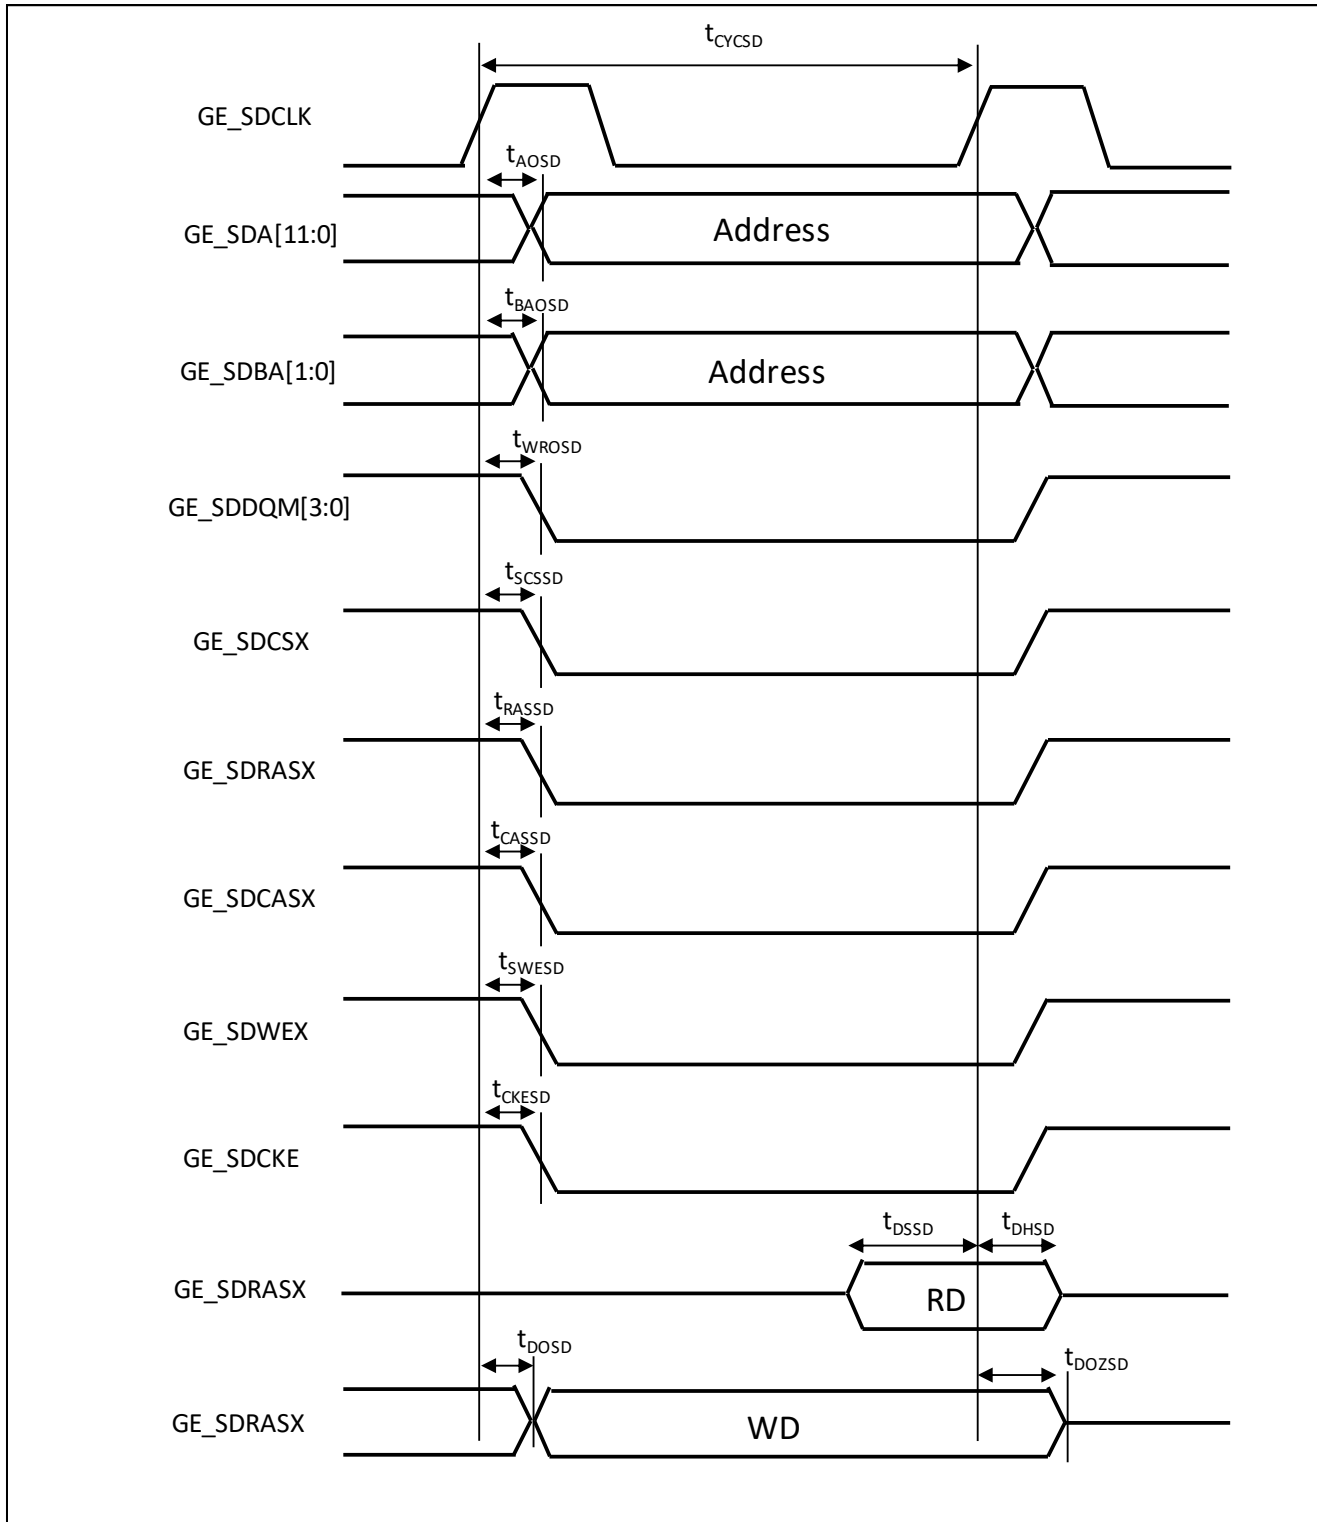 tCYCSD
GE_SDCLK
tAOSD
GE_SDA[11:0]
Address
tBAOSD
GE_SDBA[1:0]
Address
tWROSD
GE_SDDQM[3:0]
tSCSSD
GE_SDCSX
tRASSD
GE_SDRASX
tCASSD
GE_SDCASX
tSWESD
GE_SDWEX
tCKESD
GE_SDCKE
tDSSD tDHSD
GE_SDRASX
RD
tDOSD
tDOZSD
GE_SDRASX
WD